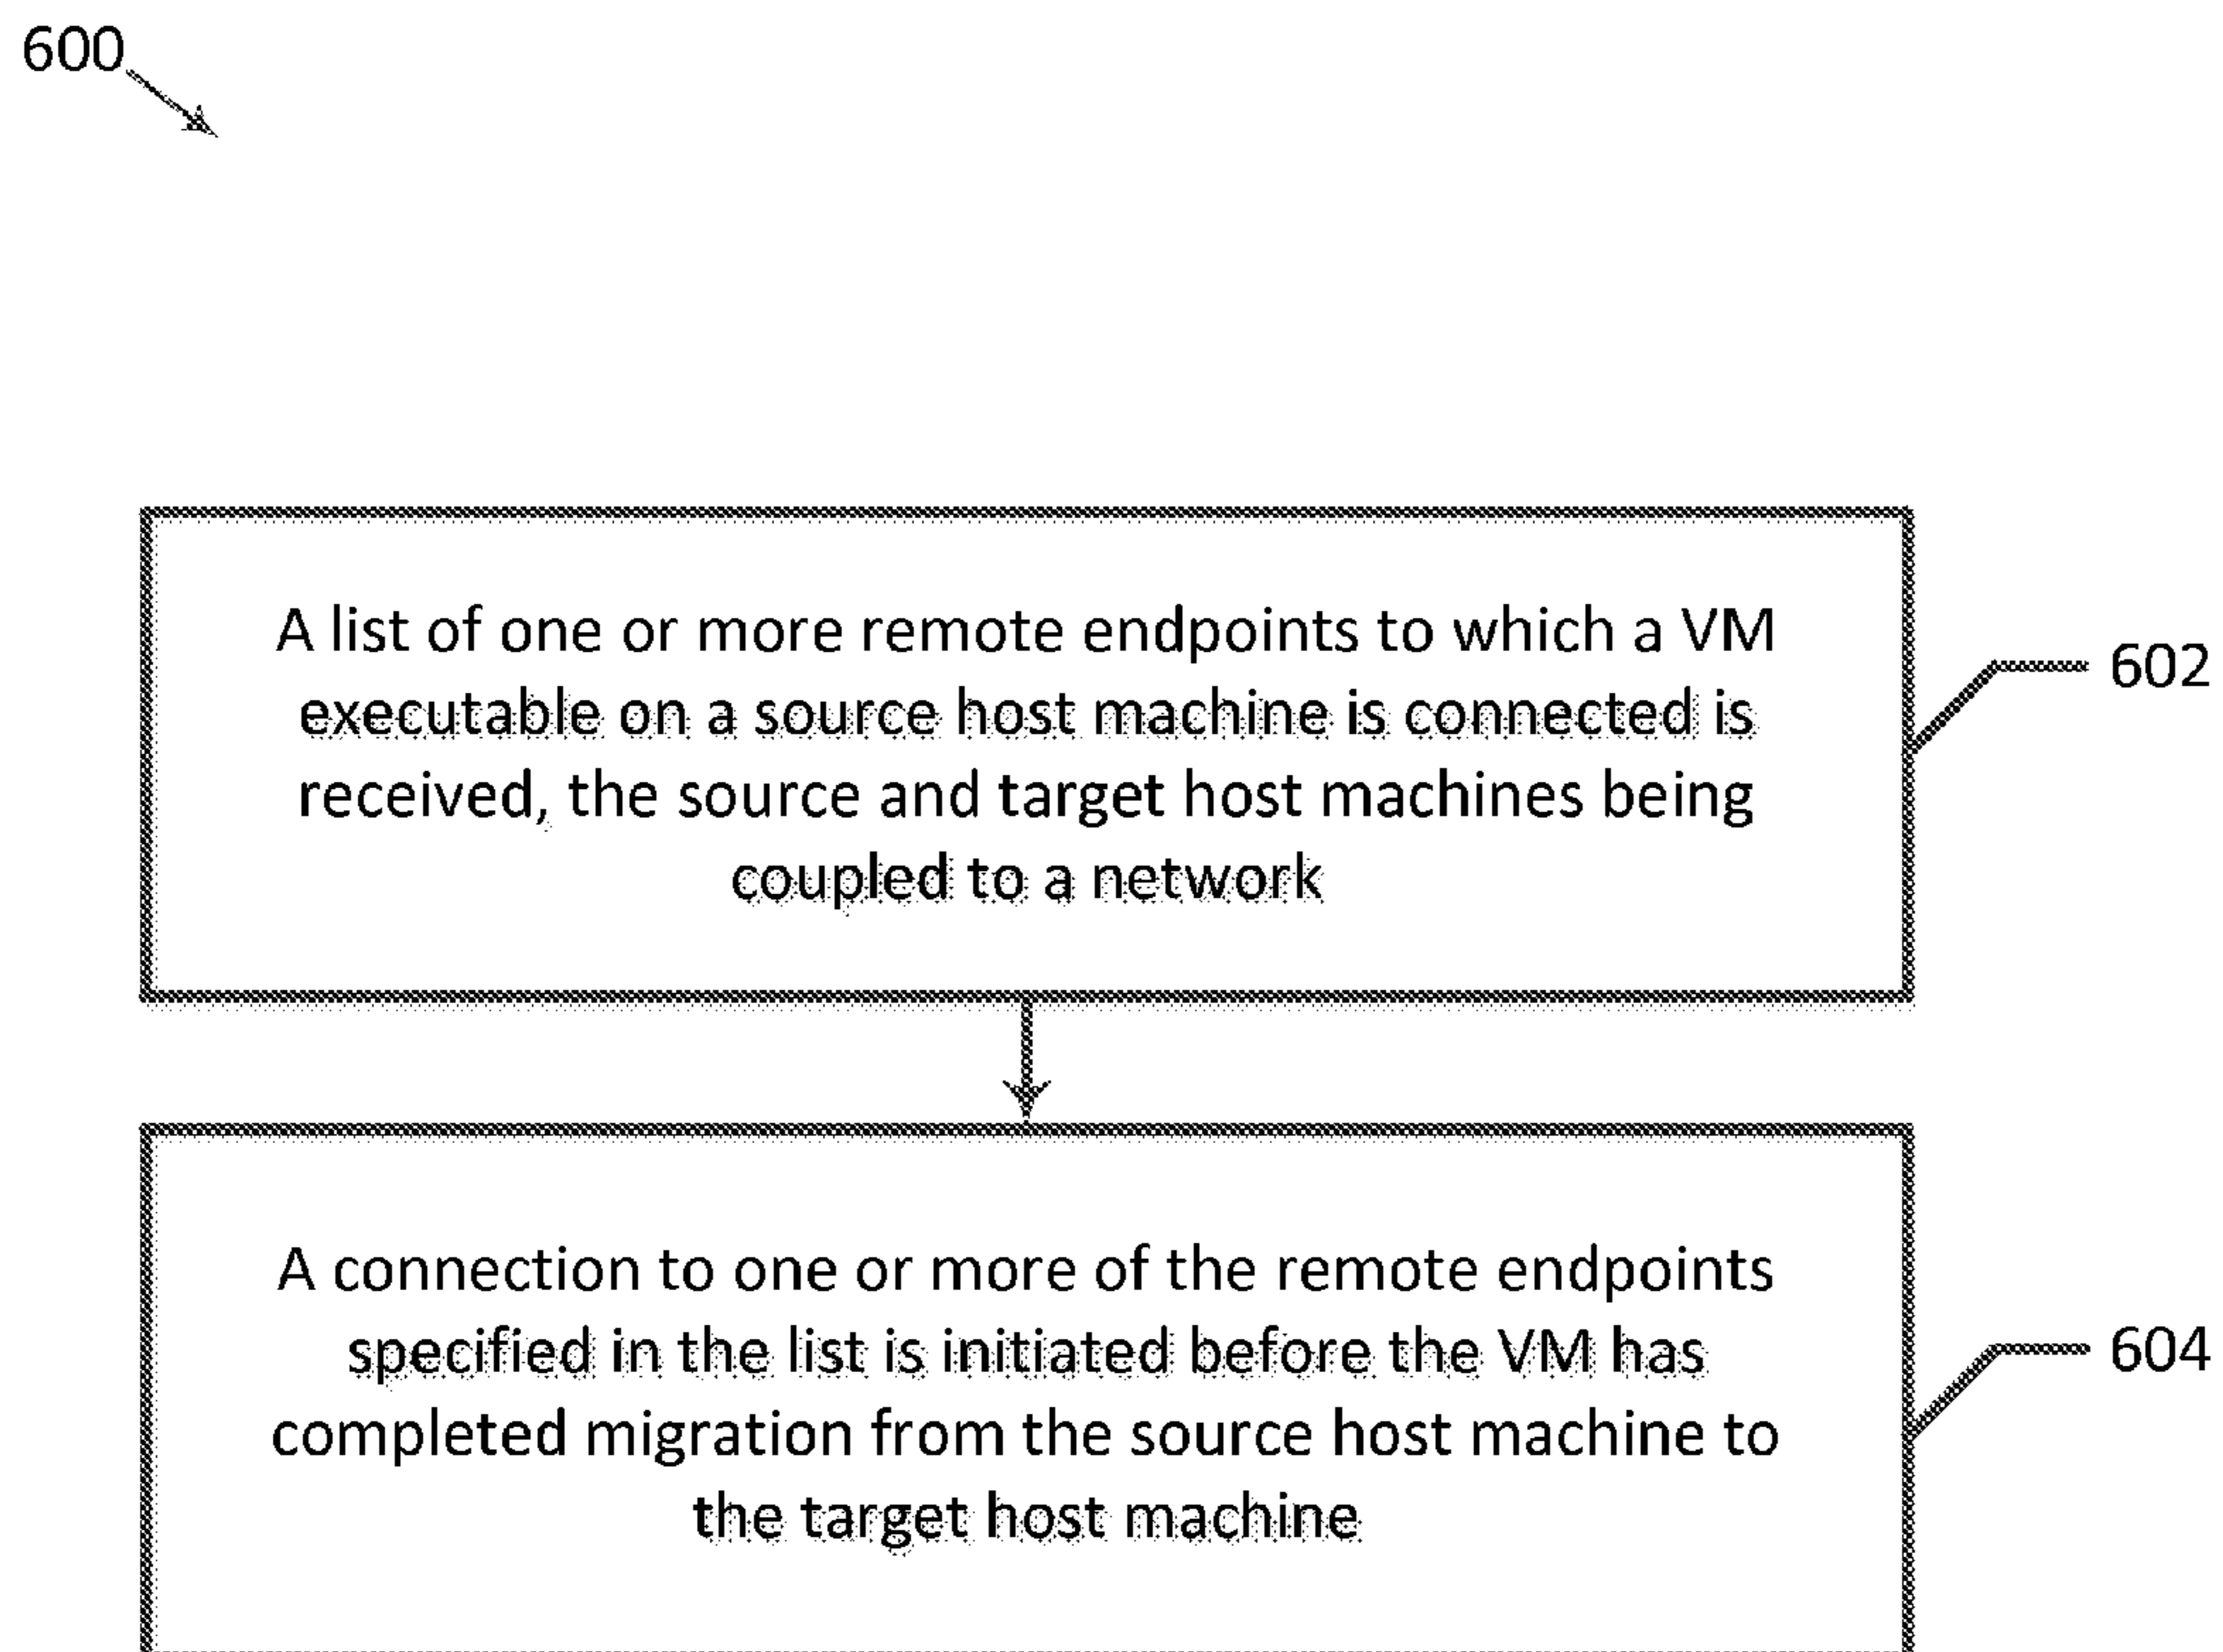 600
A list of one or more remote endpoints to which a VM
executable on a source host machine is connected is
received, the source and target host machines being
coupled to a network
602
A connection to one or more of the remote endpoints
specified in the list is initiated before the VM has
completed migration from the source host machine to
the target host machine
604